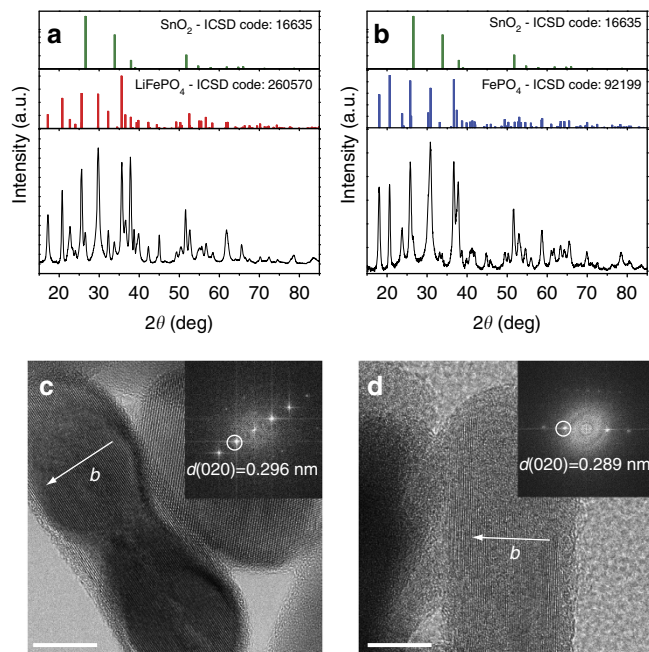 a
SnO₂ - ICSD code: 16635
LiFePO₄ - ICSD code: 260570
Intensity (a.u.)
20 30 40 50 60 70 80
2θ (deg)
b
SnO₂ - ICSD code: 16635
FePO₄ - ICSD code: 92199
Intensity (a.u.)
20 30 40 50 60 70 80
2θ (deg)
c
b
d(020)=0.296 nm
d
b
d(020)=0.289 nm